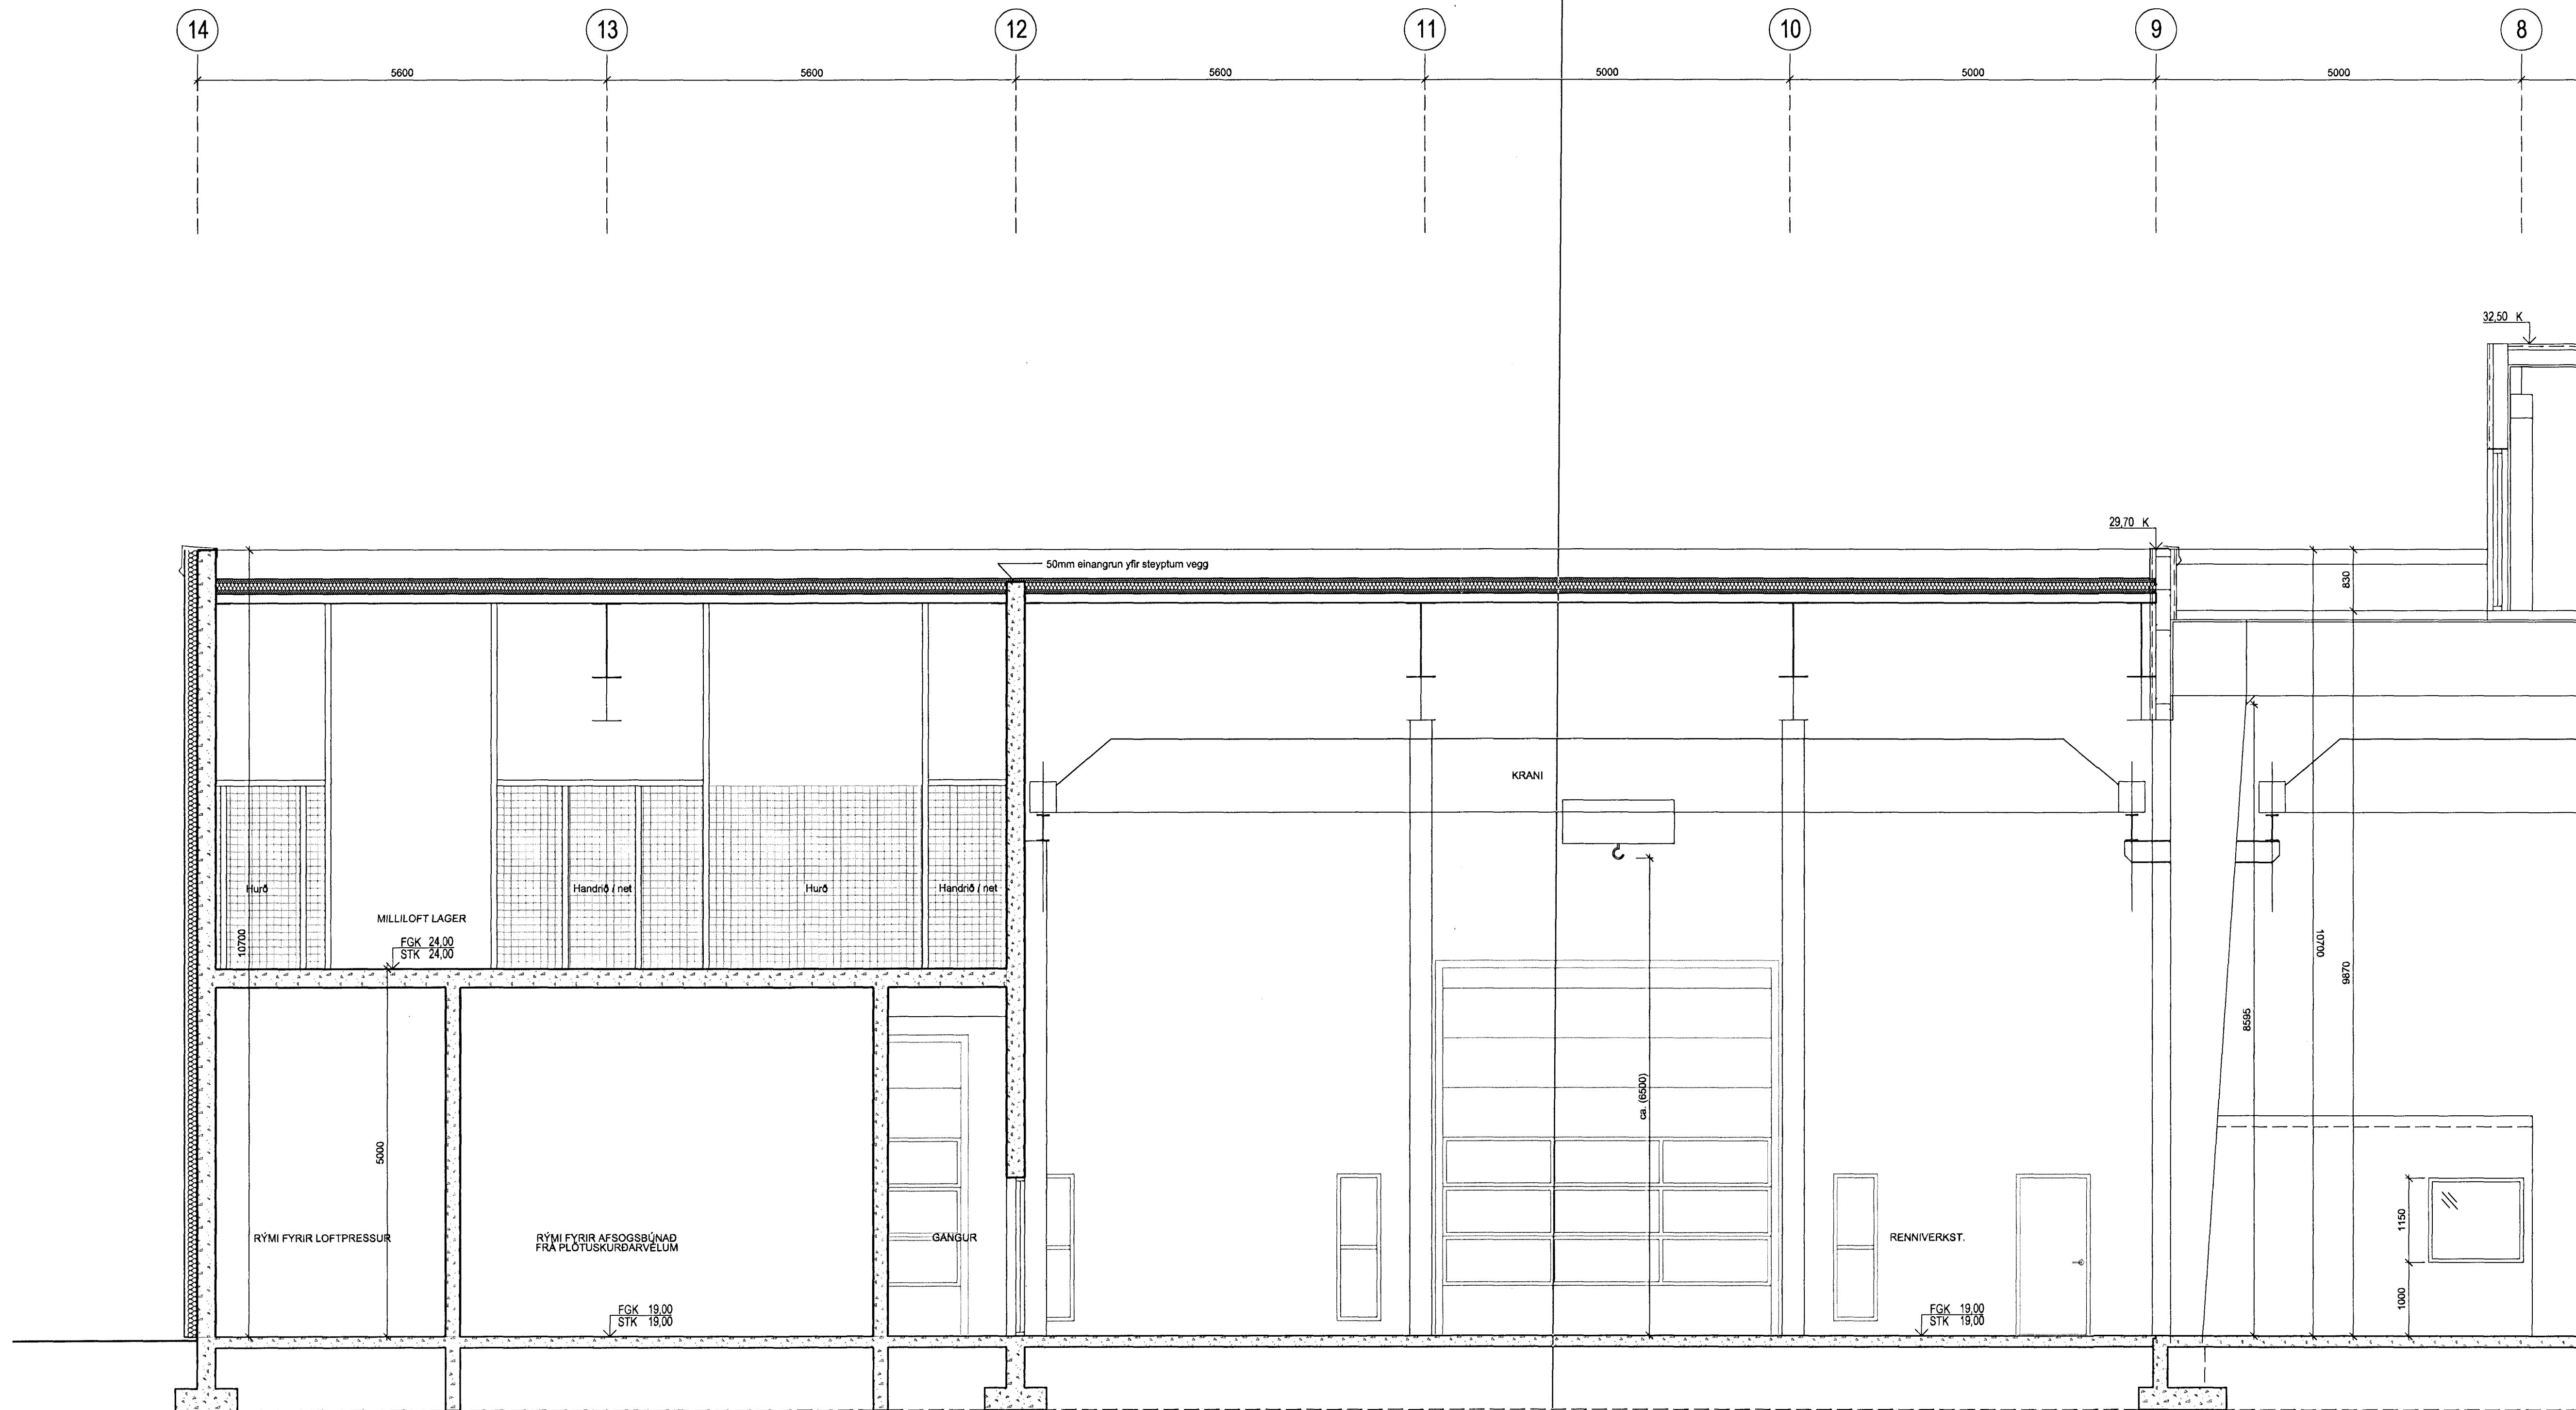 14 13 12 11 10 9 8
5600 5600 5600 5000 5000 5000
32,50 K
29,70 K
50mm einangrun yfir steyptum vegg
830
KRANI
Hurð Handrið / net Hurð Handrið / net
MILLILOFT LAGER
FGK 24,00
STK 24,00
10700
10700
9870
8595
ca. (6500)
5000
1150
RÝMI FYRIR LOFTPRESSUR
RÝMI FYRIR AFSOGSBÚNAÐ
FRÁ PLÖTUSKURÐARVÉLUM
GANGUR
RENNIVERKST.
1000
FGK 19,00
STK 19,00
FGK 19,00
STK 19,00